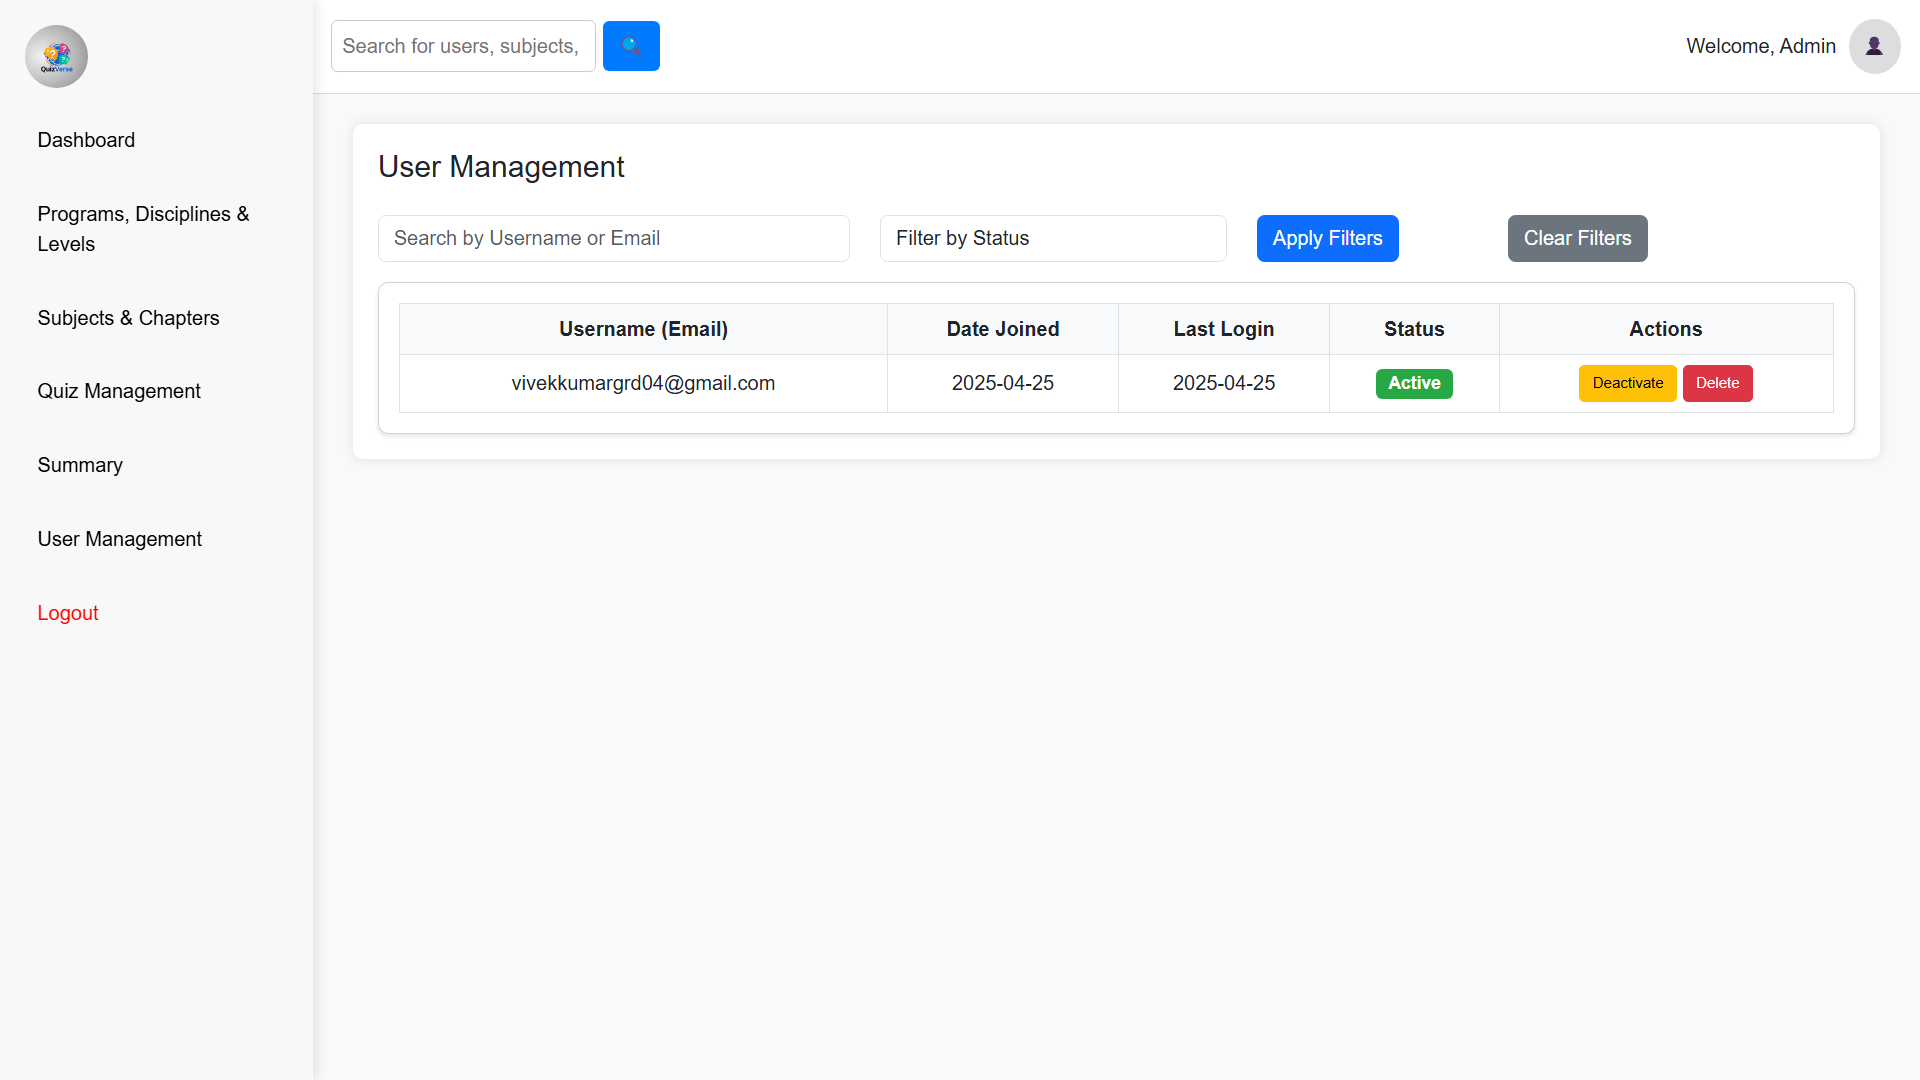 QuizVerse
Search for users, subjects,
Welcome, Admin
Dashboard
Programs, Disciplines &
Levels
Subjects & Chapters
Quiz Management
Summary
User Management
Logout
User Management
Search by Username or Email
Filter by Status
Apply Filters
Clear Filters
Username (Email) Date Joined Last Login Status Actions
vivekkumargrd04@gmail.com 2025-04-25 2025-04-25 Active Deactivate Delete